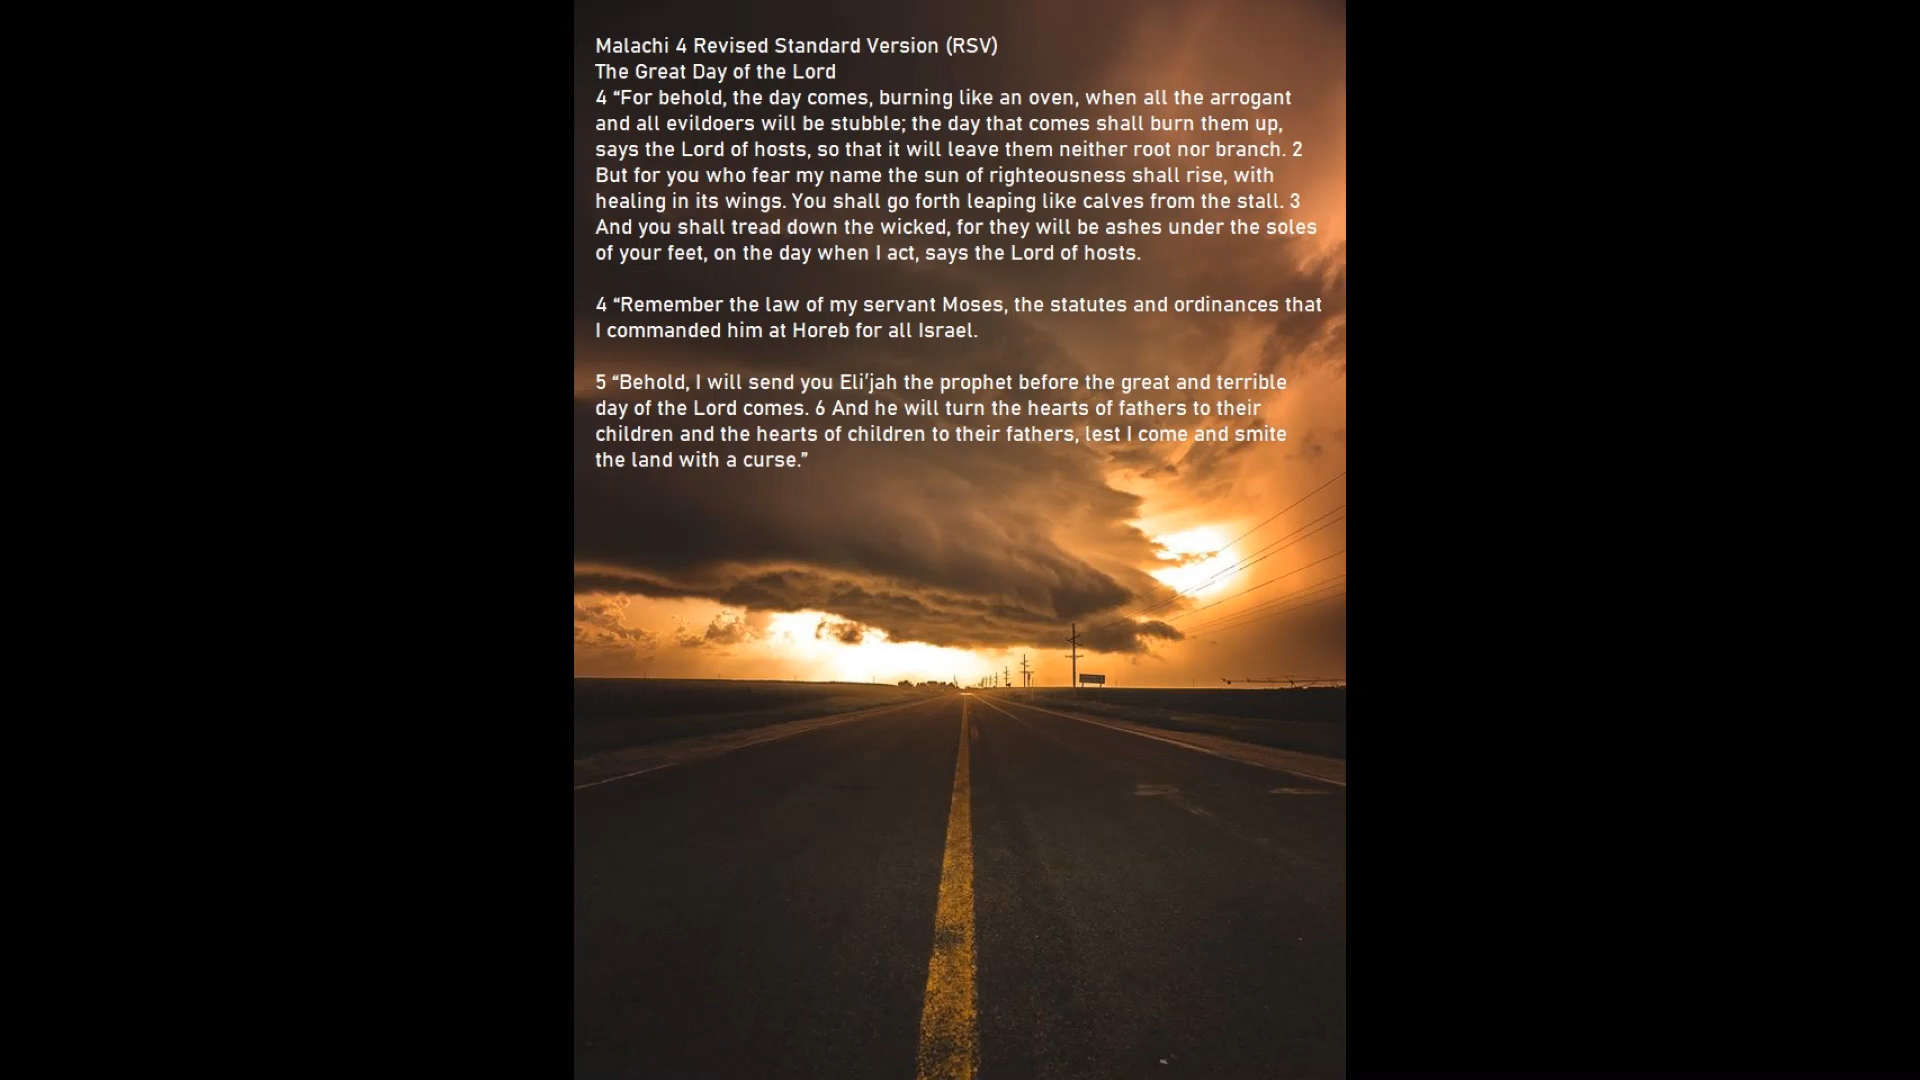 Malachi 4 Revised Standard Version (RSV)
The Great Day of the Lord
4 “For behold, the day comes, burning like an oven, when all the arrogant
and all evildoers will be stubble; the day that comes shall burn them up,
says the Lord of hosts, so that it will leave them neither root nor branch. 2
But for you who fear my name the sun of righteousness shall rise, with
healing in its wings. You shall go forth leaping like calves from the stall. 3
And you shall tread down the wicked, for they will be ashes under the soles
of your feet, on the day when I act, says the Lord of hosts.
4 “Remember the law of my servant Moses, the statutes and ordinances that
I commanded him at Horeb for all Israel.
5 “Behold, I will send you Eli′jah the prophet before the great and terrible
day of the Lord comes. 6 And he will turn the hearts of fathers to their
children and the hearts of children to their fathers, lest I come and smite
the land with a curse.”